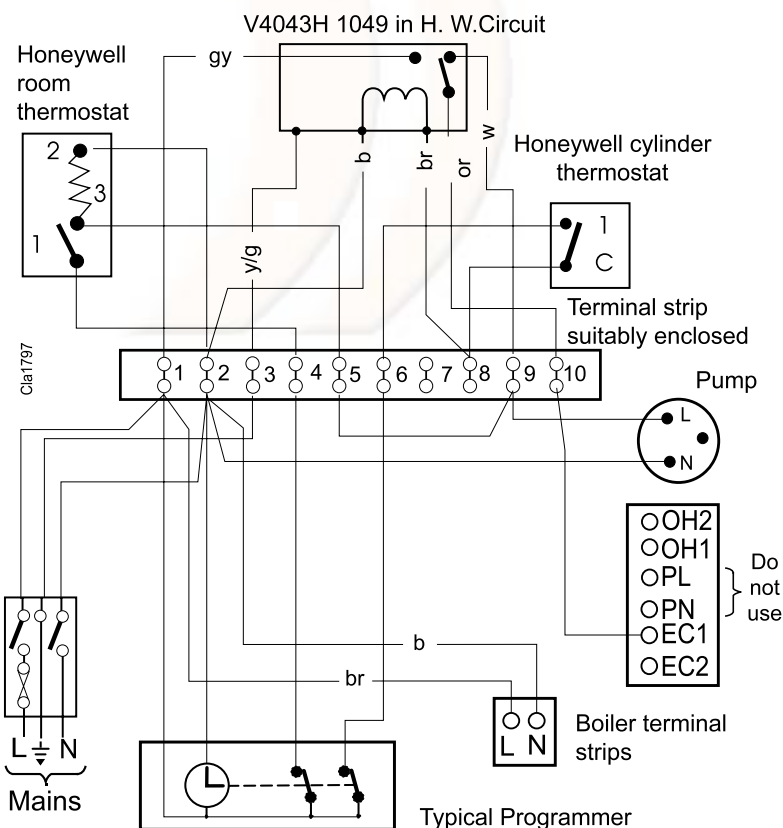 V4043H 1049 in H. W.Circuit
Honeywell
room
thermostat
gy
w
b
br
or
Honeywell cylinder
thermostat
2
3
1
1
C
y/g
Terminal strip
suitably enclosed
Cla1797
1 2 3 4 5 6 7 8 9 10
Pump
L
N
OH2
OH1
PL
PN
EC1
EC2
Do
not
use
b
br
L N
Boiler terminal
strips
L N
Mains
Typical Programmer